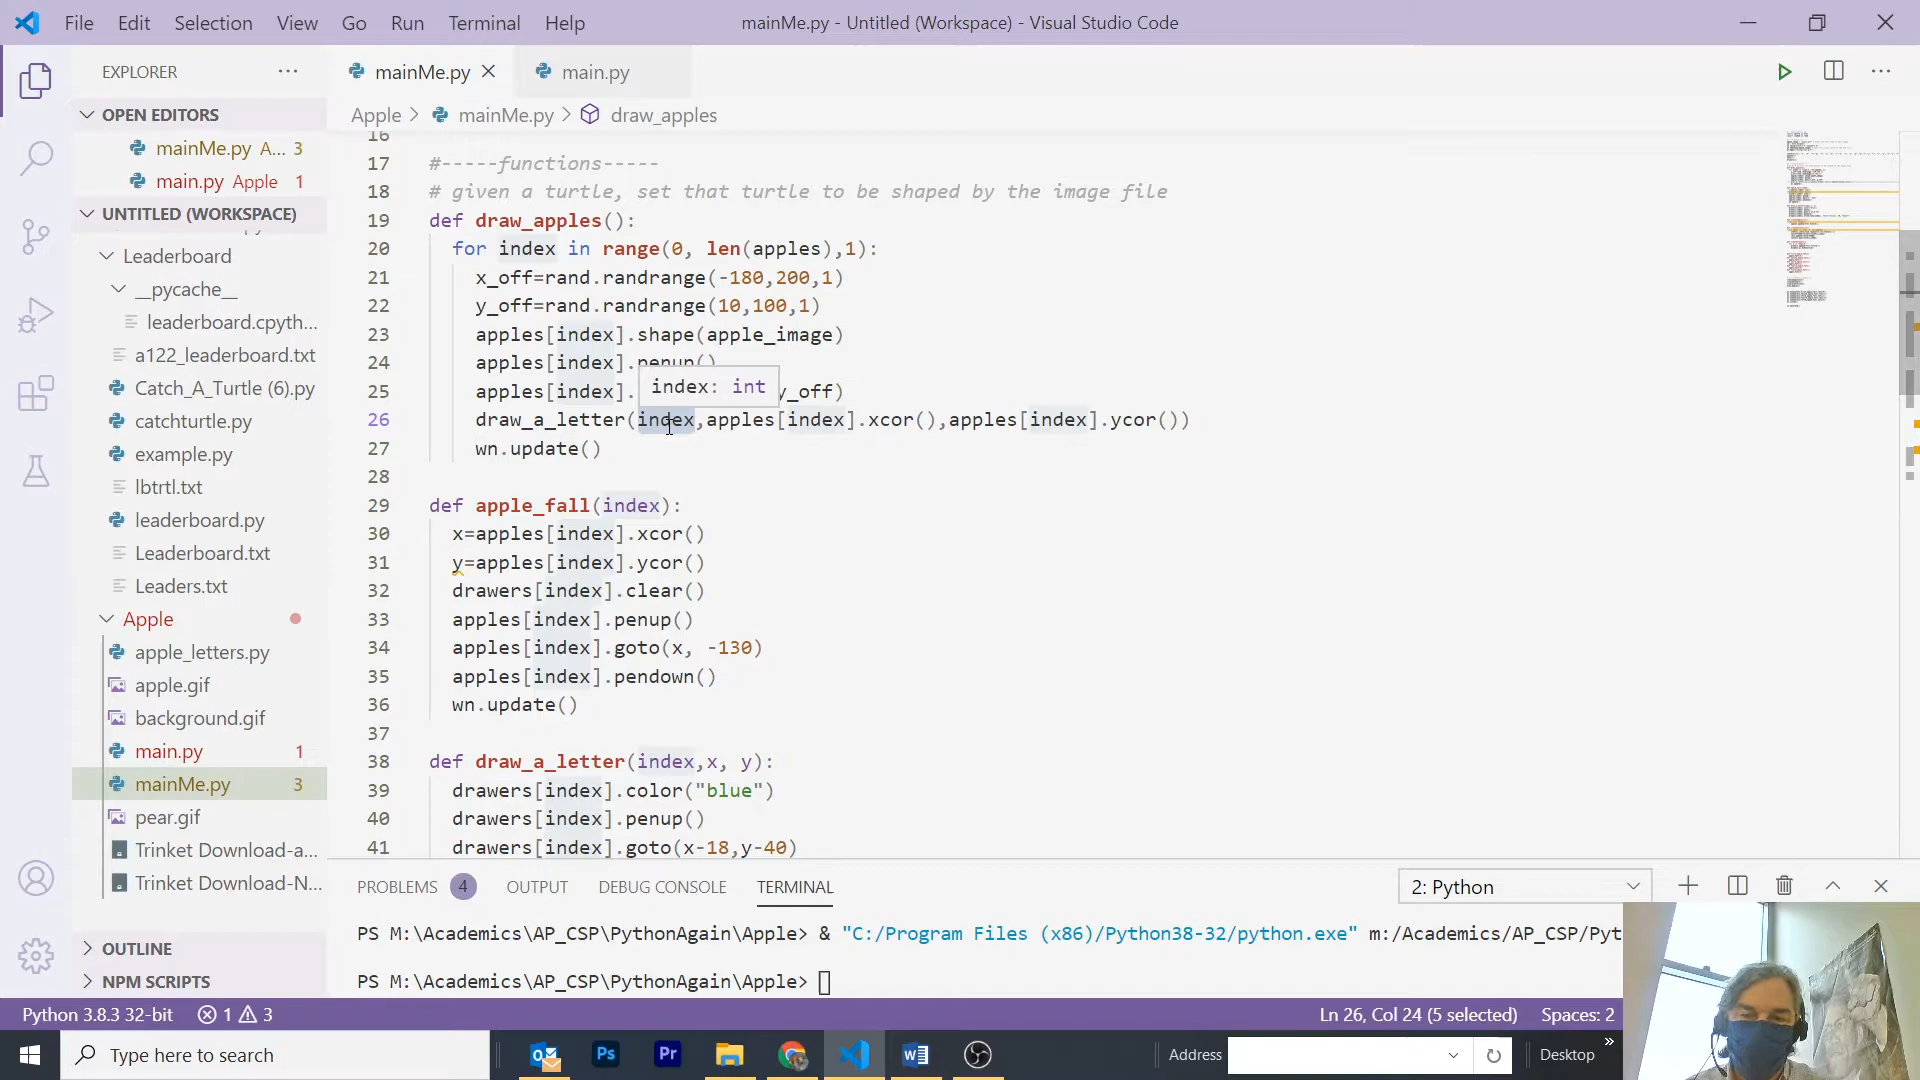 File Edit Selection View Go Run Terminal Help mainMe.py - Untitled (Workspace) - Visual Studio Code
EXPLORER ··· mainMe.py main.py
OPEN EDITORS
mainMe.py A... 3
main.py Apple 1
UNTITLED (WORKSPACE)
Leaderboard
__pycache__
leaderboard.cpyth...
a122_leaderboard.txt
Catch_A_Turtle (6).py
catchturtle.py
example.py
lbtrtl.txt
leaderboard.py
Leaderboard.txt
Leaders.txt
Apple
apple_letters.py
apple.gif
background.gif
main.py 1
mainMe.py 3
pear.gif
Trinket Download-a...
Trinket Download-N...
OUTLINE
NPM SCRIPTS
Apple > mainMe.py > draw_apples
16
17 #-----functions-----
18 # given a turtle, set that turtle to be shaped by the image file
19 def draw_apples():
20 for index in range(0, len(apples),1):
21 x_off=rand.randrange(-180,200,1)
22 y_off=rand.randrange(10,100,1)
23 apples[index].shape(apple_image)
24 apples[index].penup()
25 apples[index]. y_off)
index: int
26 draw_a_letter(index,apples[index].xcor(),apples[index].ycor())
27 wn.update()
28
29 def apple_fall(index):
30 x=apples[index].xcor()
31 y=apples[index].ycor()
32 drawers[index].clear()
33 apples[index].penup()
34 apples[index].goto(x, -130)
35 apples[index].pendown()
36 wn.update()
37
38 def draw_a_letter(index,x, y):
39 drawers[index].color("blue")
40 drawers[index].penup()
41 drawers[index].goto(x-18,y-40)
PROBLEMS 4 OUTPUT DEBUG CONSOLE TERMINAL 2: Python
PS M:\Academics\AP_CSP\PythonAgain\Apple> & "C:/Program Files (x86)/Python38-32/python.exe" m:/Academics/AP_CSP/Pyt
PS M:\Academics\AP_CSP\PythonAgain\Apple>
Python 3.8.3 32-bit 1 3 Ln 26, Col 24 (5 selected) Spaces: 2
Type here to search Ps Pr Address Desktop »